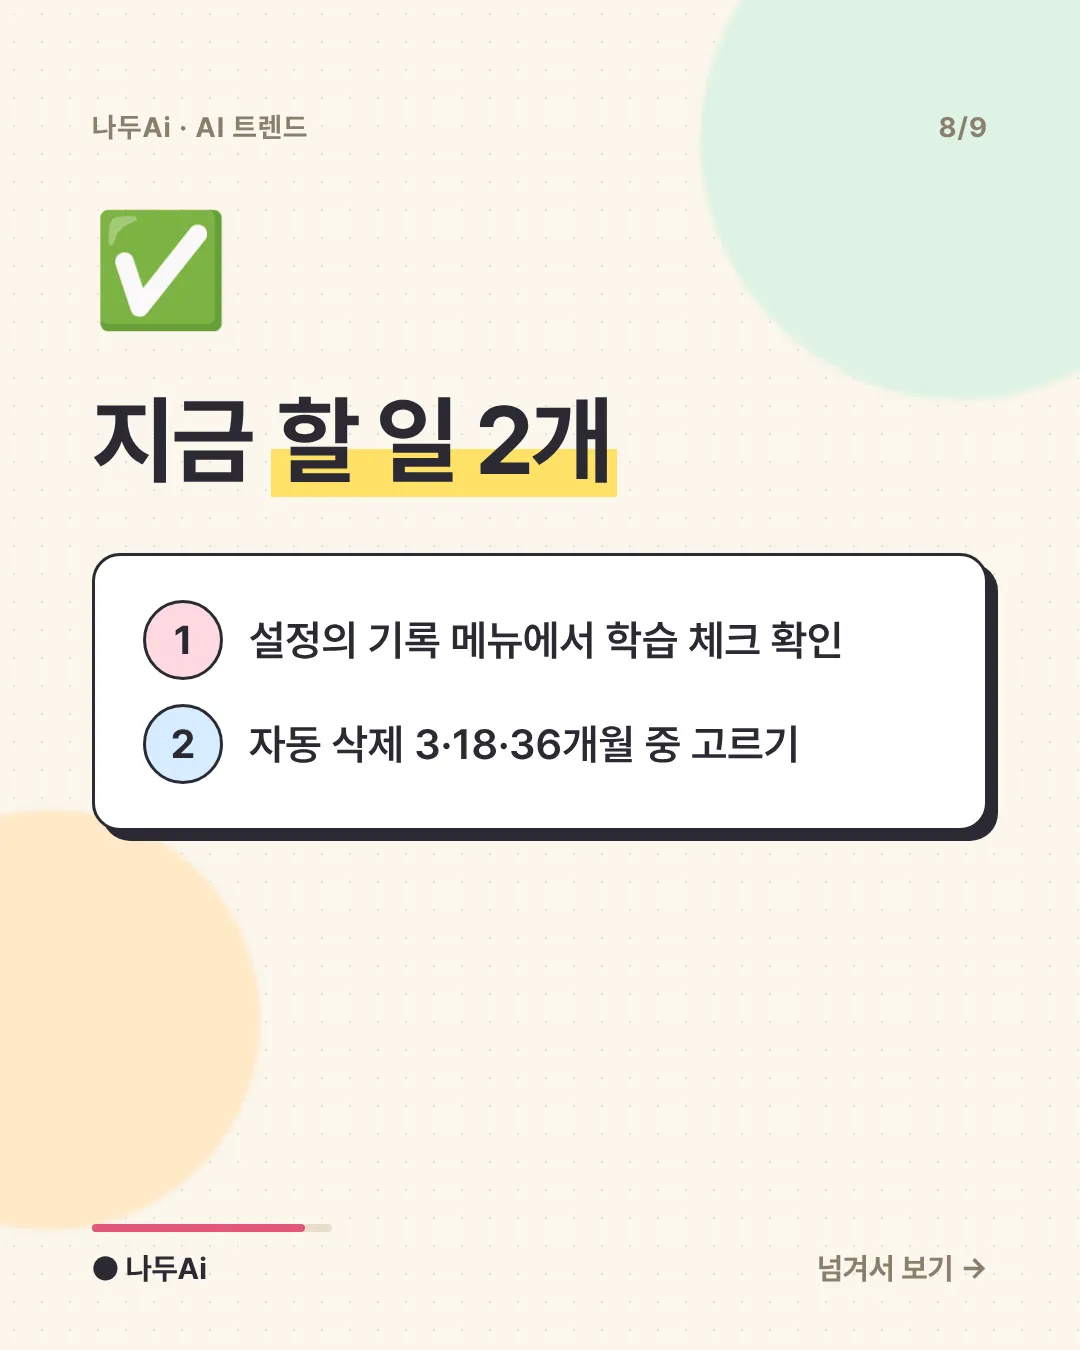 나두Ai · AI 트렌드
8/9
✅
지금 할 일 2개
1 설정의 기록 메뉴에서 학습 체크 확인
2 자동 삭제 3·18·36개월 중 고르기
● 나두Ai
넘겨서 보기 →